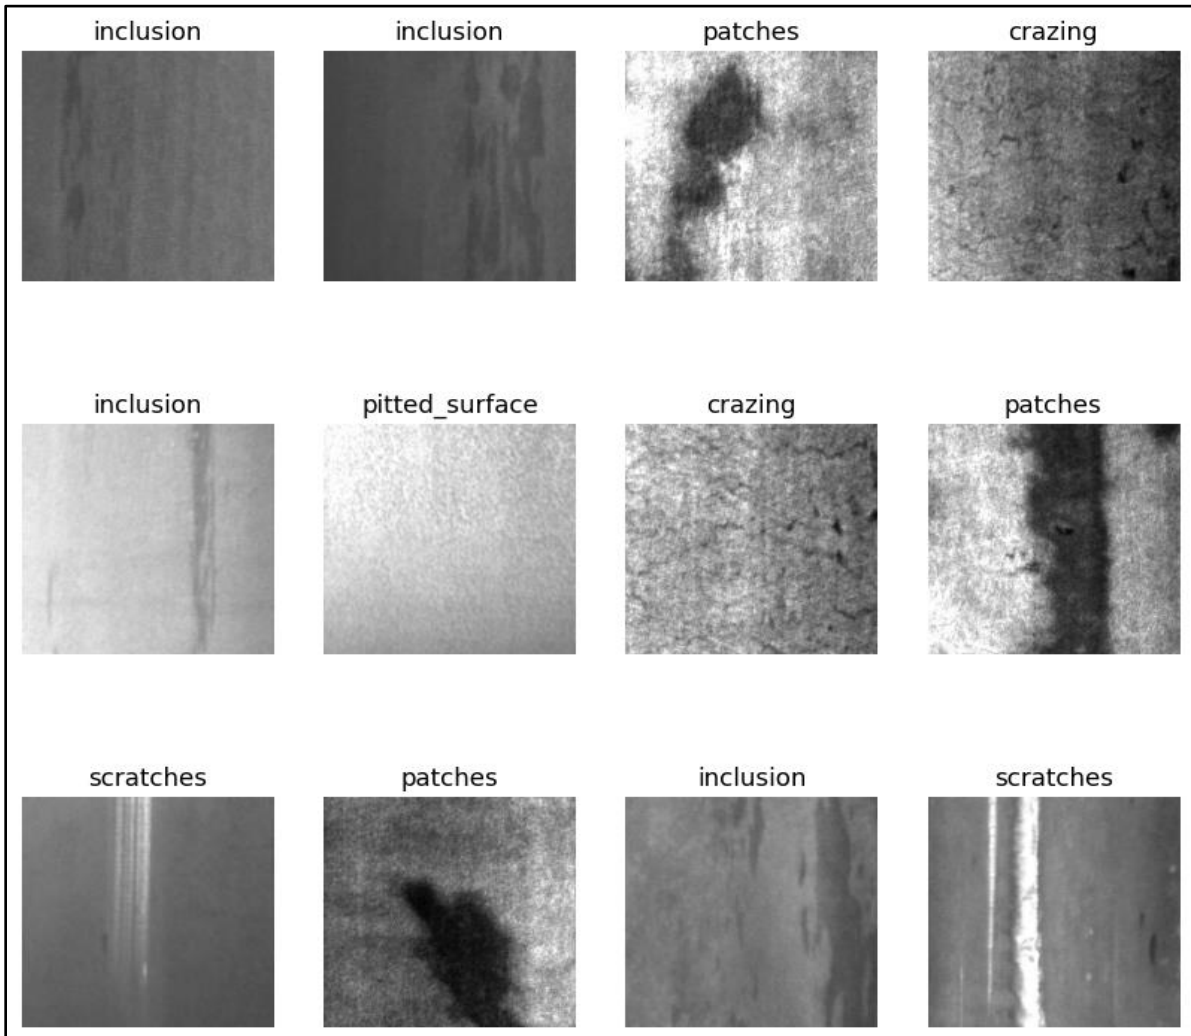 inclusion inclusion patches crazing
inclusion pitted_surface crazing patches
scratches patches inclusion scratches